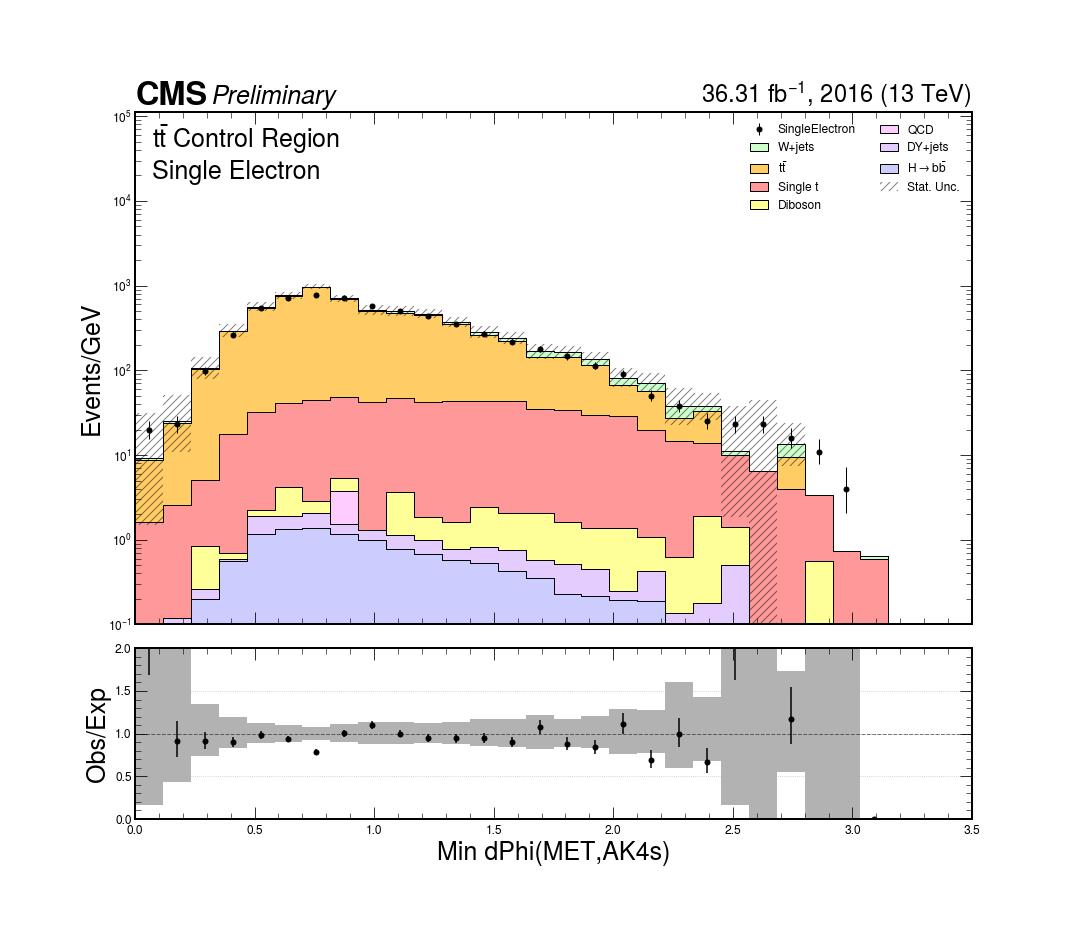 CMS Preliminary
36.31 fb⁻¹, 2016 (13 TeV)
tt̄ Control Region
Single Electron
SingleElectron
W+jets
tt̄
Single t
Diboson
QCD
DY+jets
H→bb̄
Stat. Unc.
Events/GeV
10⁵
10⁴
10³
10²
10¹
10⁰
10⁻¹
Obs/Exp
2.0
1.5
1.0
0.5
0.0
0.0 0.5 1.0 1.5 2.0 2.5 3.0 3.5
Min dPhi(MET,AK4s)